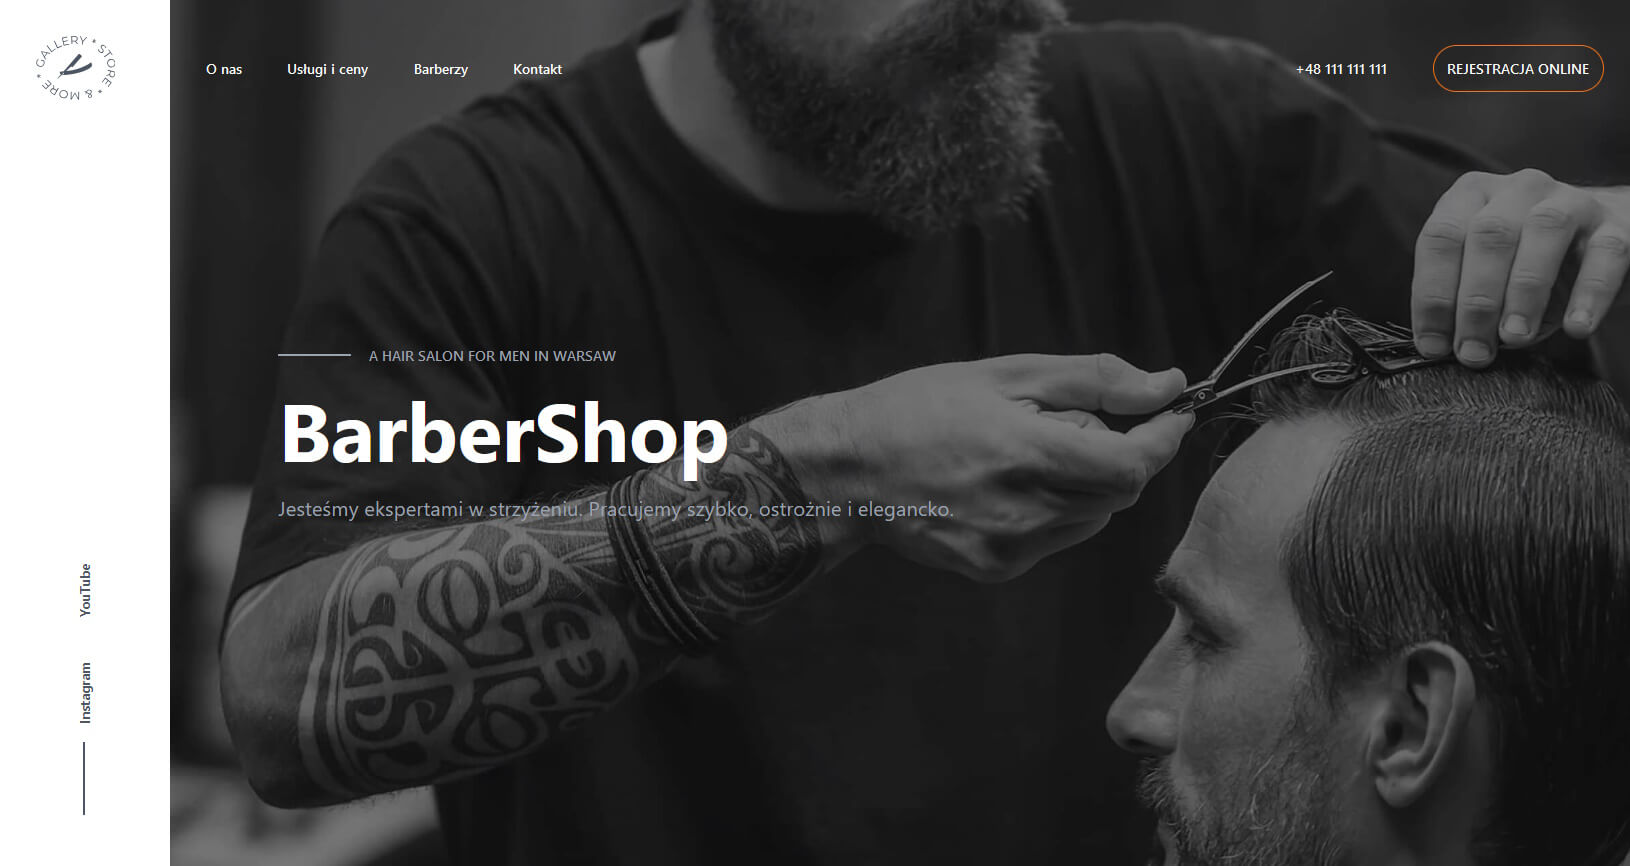 GALLERY * STORE * & MORE *
O nas
Usługi i ceny
Barberzy
Kontakt
+48 111 111 111
REJESTRACJA ONLINE
A HAIR SALON FOR MEN IN WARSAW
BarberShop
Jesteśmy ekspertami w strzyżeniu. Pracujemy szybko, ostrożnie i elegancko.
YouTube
Instagram